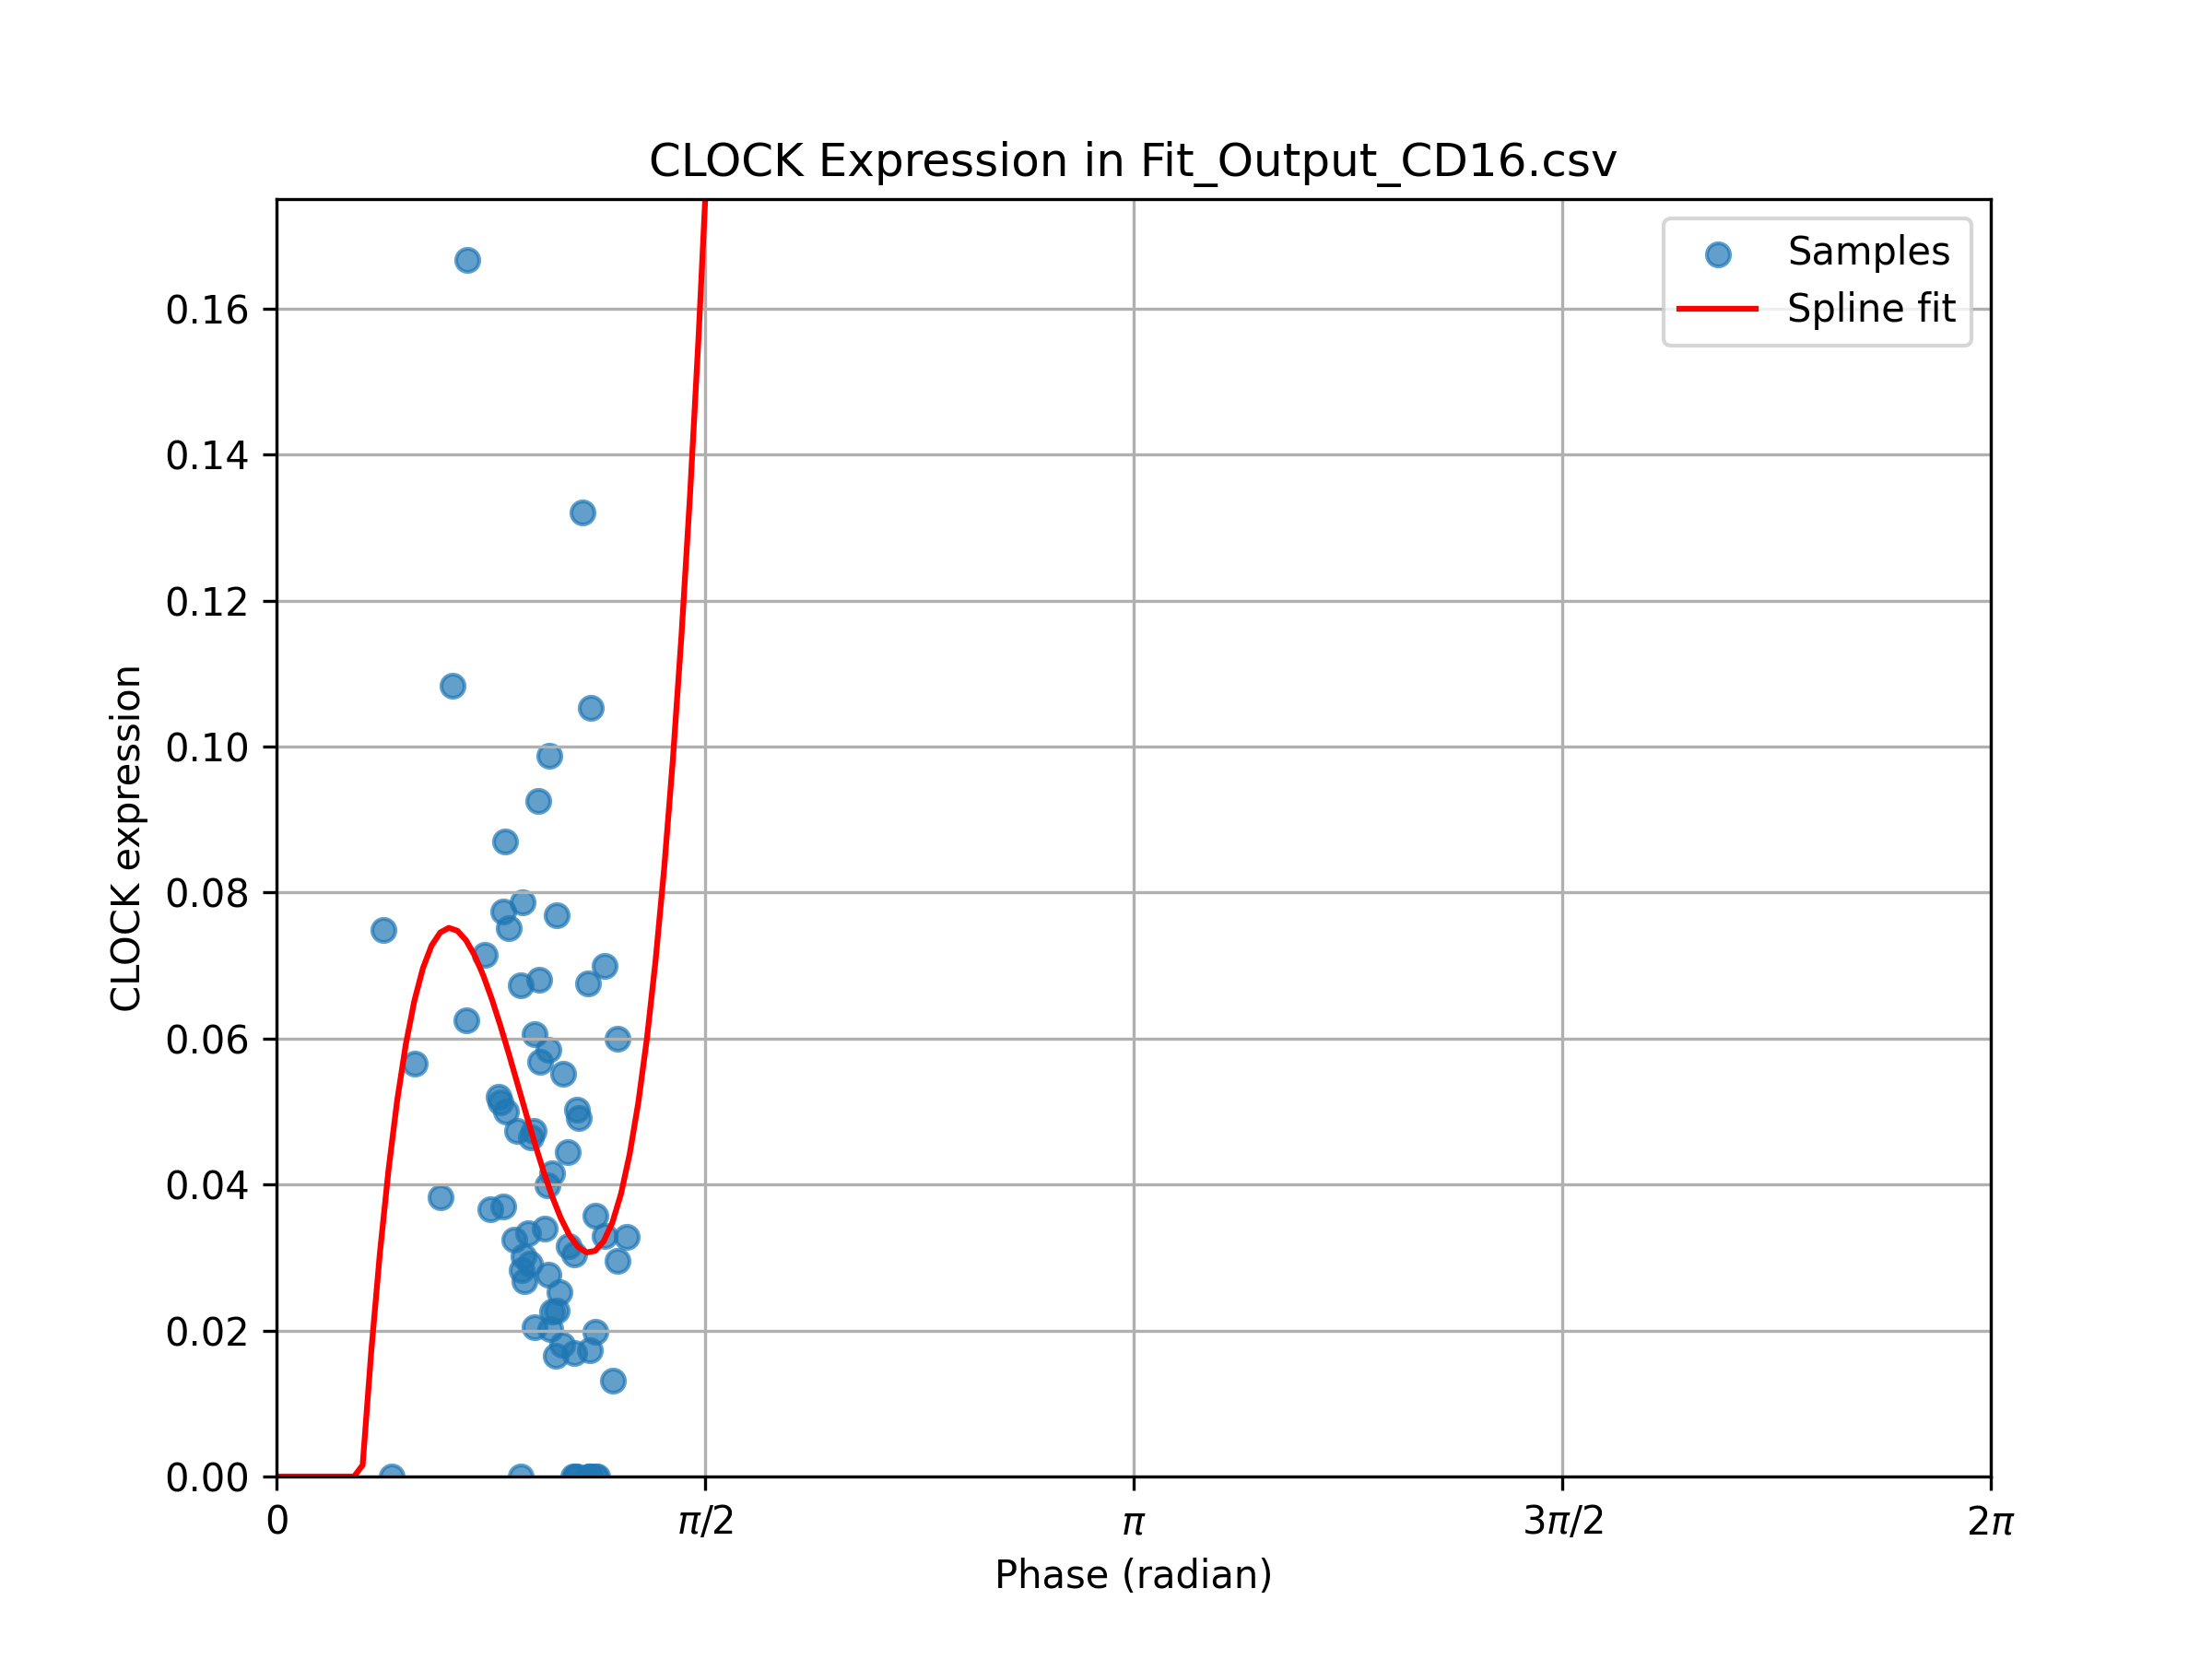 CLOCK Expression in Fit_Output_CD16.csv
Samples
Spline fit
CLOCK expression
0.16
0.14
0.12
0.10
0.08
0.06
0.04
0.02
0.00
0 π/2 π 3π/2 2π
Phase (radian)